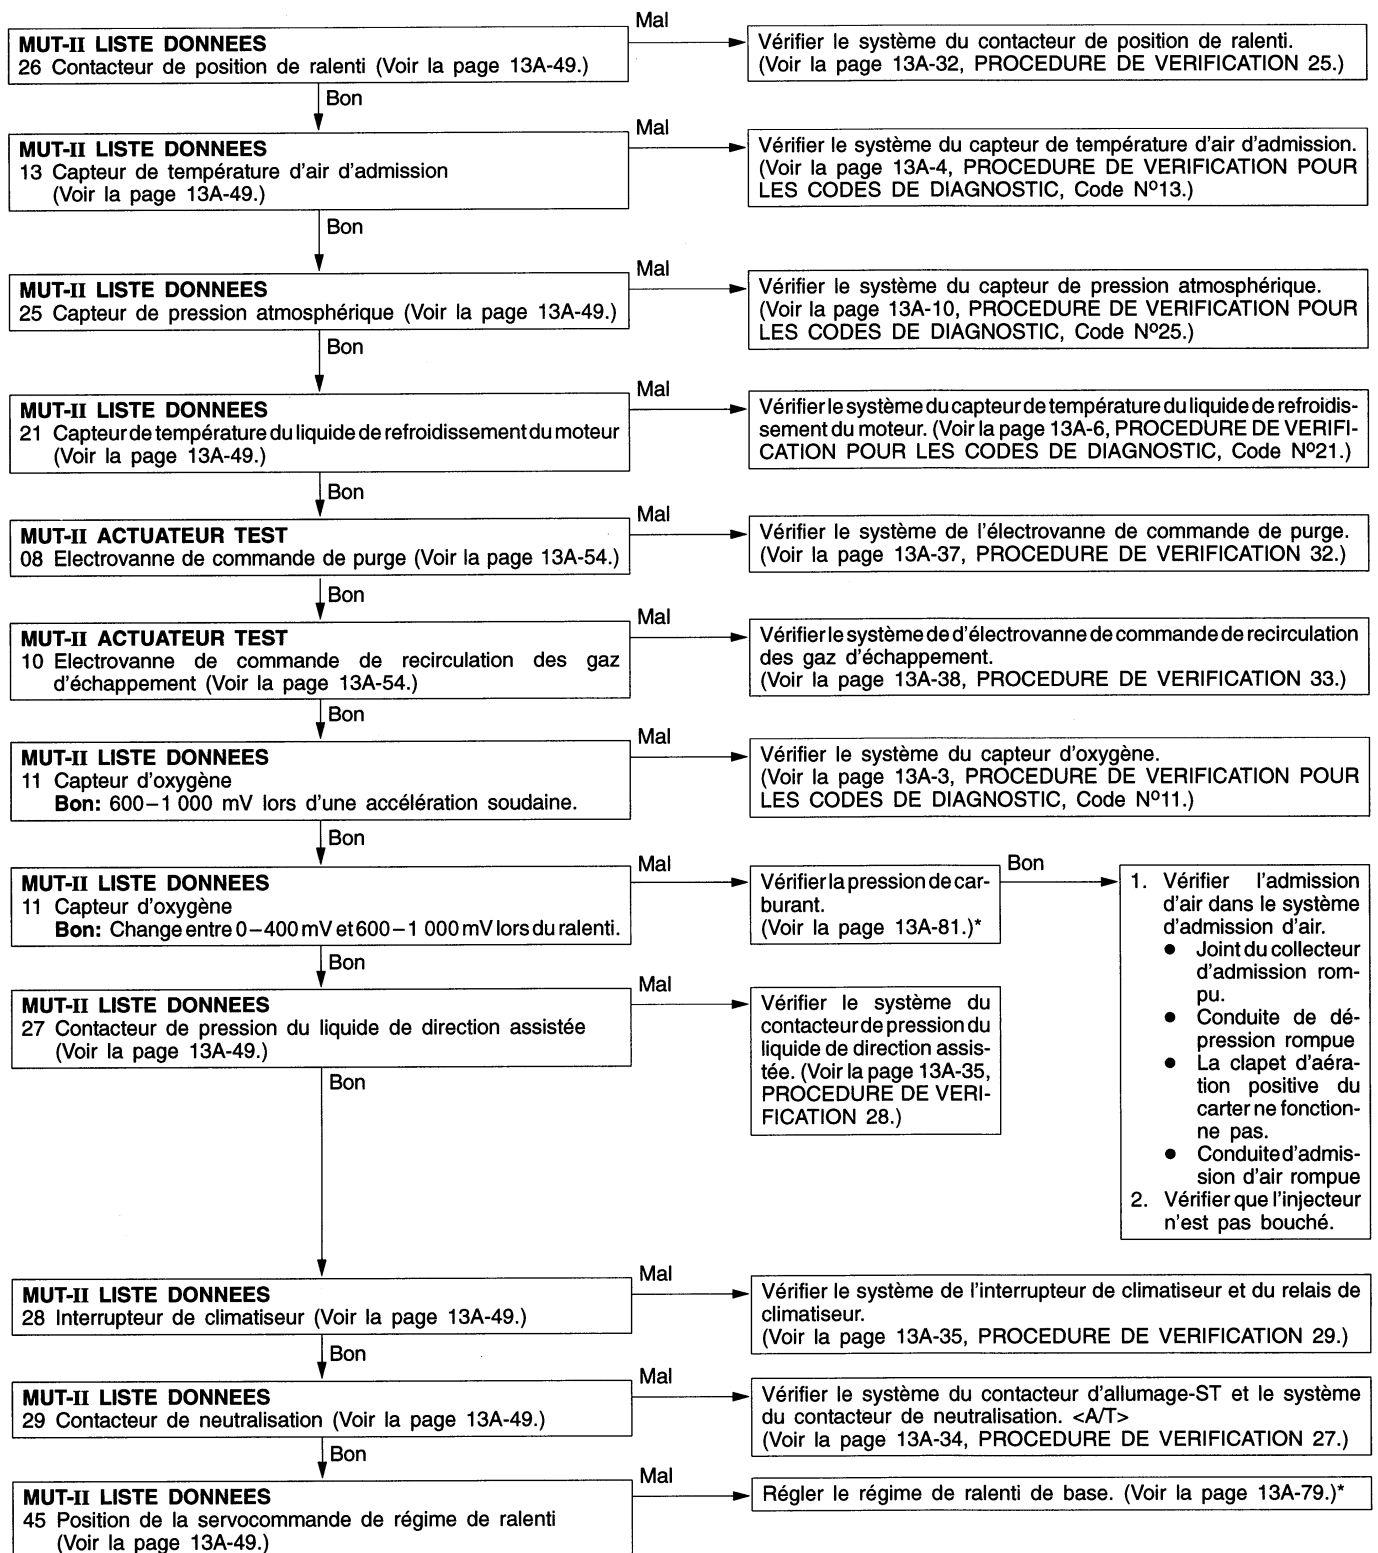 MUT-II LISTE DONNEES
26 Contacteur de position de ralenti (Voir la page 13A-49.)
Mal
Vérifier le système du contacteur de position de ralenti.
(Voir la page 13A-32, PROCEDURE DE VERIFICATION 25.)
Bon
MUT-II LISTE DONNEES
13 Capteur de température d'air d'admission
(Voir la page 13A-49.)
Mal
Vérifier le système du capteur de température d'air d'admission.
(Voir la page 13A-4, PROCEDURE DE VERIFICATION POUR
LES CODES DE DIAGNOSTIC, Code Nº13.)
Bon
MUT-II LISTE DONNEES
25 Capteur de pression atmosphérique (Voir la page 13A-49.)
Mal
Vérifier le système du capteur de pression atmosphérique.
(Voir la page 13A-10, PROCEDURE DE VERIFICATION POUR
LES CODES DE DIAGNOSTIC, Code Nº25.)
Bon
MUT-II LISTE DONNEES
21 Capteur de température du liquide de refroidissement du moteur
(Voir la page 13A-49.)
Mal
Vérifier le système du capteur de température du liquide de refroidis-
sement du moteur. (Voir la page 13A-6, PROCEDURE DE VERIFI-
CATION POUR LES CODES DE DIAGNOSTIC, Code Nº21.)
Bon
MUT-II ACTUATEUR TEST
08 Electrovanne de commande de purge (Voir la page 13A-54.)
Mal
Vérifier le système de l'électrovanne de commande de purge.
(Voir la page 13A-37, PROCEDURE DE VERIFICATION 32.)
Bon
MUT-II ACTUATEUR TEST
10 Electrovanne de commande de recirculation des gaz
d'échappement (Voir la page 13A-54.)
Mal
Vérifier le système de d'électrovanne de commande de recirculation
des gaz d'échappement.
(Voir la page 13A-38, PROCEDURE DE VERIFICATION 33.)
Bon
MUT-II LISTE DONNEES
11 Capteur d'oxygène
Bon: 600–1 000 mV lors d'une accélération soudaine.
Mal
Vérifier le système du capteur d'oxygène.
(Voir la page 13A-3, PROCEDURE DE VERIFICATION POUR
LES CODES DE DIAGNOSTIC, Code Nº11.)
Bon
MUT-II LISTE DONNEES
11 Capteur d'oxygène
Bon: Change entre 0–400 mV et 600–1 000 mV lors du ralenti.
Mal
Vérifier la pression de car-
burant.
(Voir la page 13A-81.)*
Bon
1. Vérifier l'admission
d'air dans le système
d'admission d'air.
● Joint du collecteur
d'admission rom-
pu.
● Conduite de dé-
pression rompue
● La clapet d'aéra-
tion positive du
carter ne fonction-
ne pas.
● Conduite d'admis-
sion d'air rompue
2. Vérifier que l'injecteur
n'est pas bouché.
Bon
MUT-II LISTE DONNEES
27 Contacteur de pression du liquide de direction assistée
(Voir la page 13A-49.)
Mal
Vérifier le système du
contacteur de pression du
liquide de direction assis-
tée. (Voir la page 13A-35,
PROCEDURE DE VERI-
FICATION 28.)
Bon
MUT-II LISTE DONNEES
28 Interrupteur de climatiseur (Voir la page 13A-49.)
Mal
Vérifier le système de l'interrupteur de climatiseur et du relais de
climatiseur.
(Voir la page 13A-35, PROCEDURE DE VERIFICATION 29.)
Bon
MUT-II LISTE DONNEES
29 Contacteur de neutralisation (Voir la page 13A-49.)
Mal
Vérifier le système du contacteur d'allumage-ST et le système
du contacteur de neutralisation. <A/T>
(Voir la page 13A-34, PROCEDURE DE VERIFICATION 27.)
Bon
MUT-II LISTE DONNEES
45 Position de la servocommande de régime de ralenti
(Voir la page 13A-49.)
Mal
Régler le régime de ralenti de base. (Voir la page 13A-79.)*